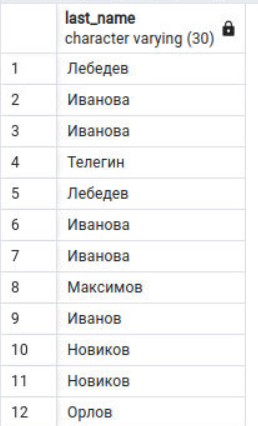 last_name
character varying (30)
1 Лебедев
2 Иванова
3 Иванова
4 Телегин
5 Лебедев
6 Иванова
7 Иванова
8 Максимов
9 Иванов
10 Новиков
11 Новиков
12 Орлов